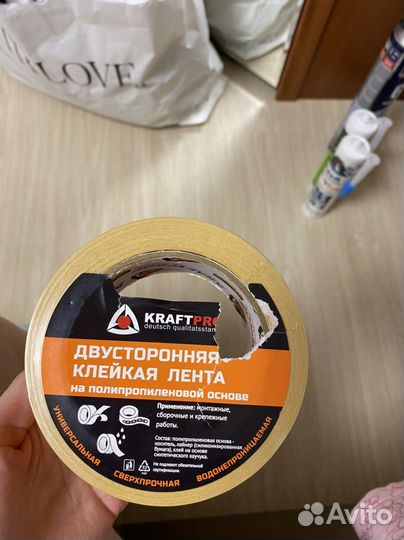 LOVE
KRAFTPRO
deutsch qualitätsstan
ДВУСТОРОННЯЯ
КЛЕЙКАЯ ЛЕНТА
на полипропиленовой основе
Применение: монтажные,
сборочные и крепежные
работы.
Состав: полипропиленовая основа -
носитель, лайнер (силиконизированная
бумага), клей на основе
синтетического каучука.
Не подлежит обязательной
сертификации.
УНИВЕРСАЛЬНАЯ
СВЕРХПРОЧНАЯ
ВОДОНЕПРОНИЦАЕМАЯ
Avito